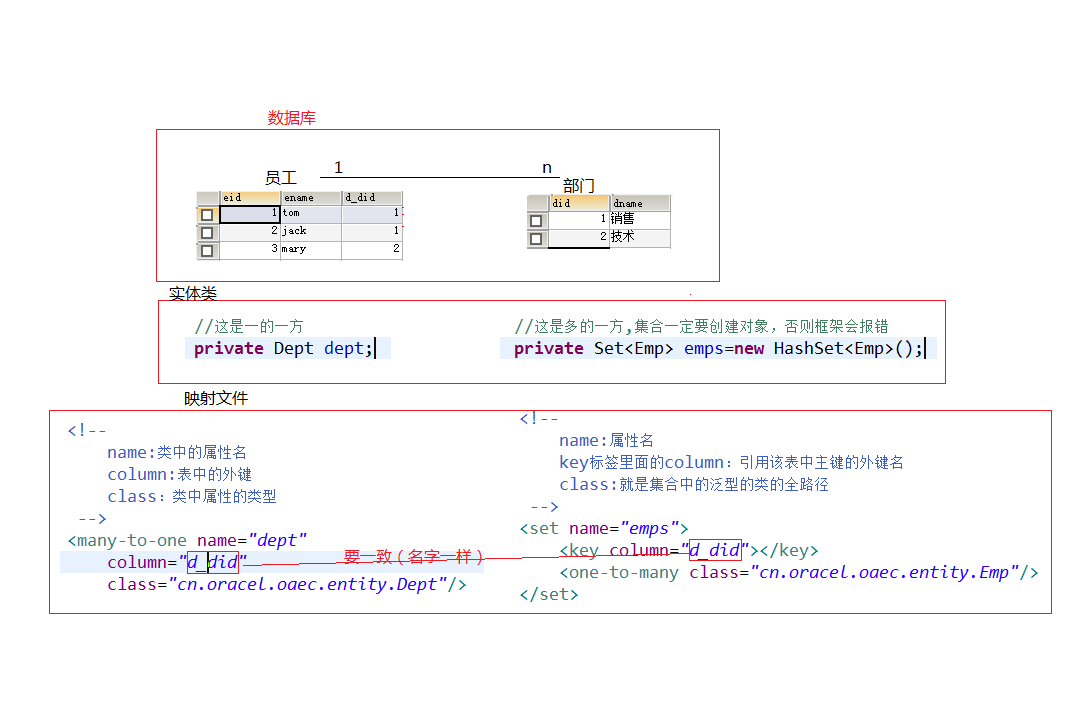 数据库
1 n
员工 部门
eid ename d_did
1 tom 1
2 jack 1
3 mary 2
did dname
1 销售
2 技术
实体类
//这是一的一方
private Dept dept;
//这是多的一方,集合一定要创建对象，否则框架会报错
private Set<Emp> emps=new HashSet<Emp>();
映射文件
<!--
name:类中的属性名
column:表中的外键
class：类中属性的类型
-->
<many-to-one name="dept"
column="d_did"
class="cn.oracel.oaec.entity.Dept"/>
要一致（名字一样）
<!--
name:属性名
key标签里面的column：引用该表中主键的外键名
class:就是集合中的泛型的类的全路径
-->
<set name="emps">
<key column="d_did"></key>
<one-to-many class="cn.oracel.oaec.entity.Emp"/>
</set>